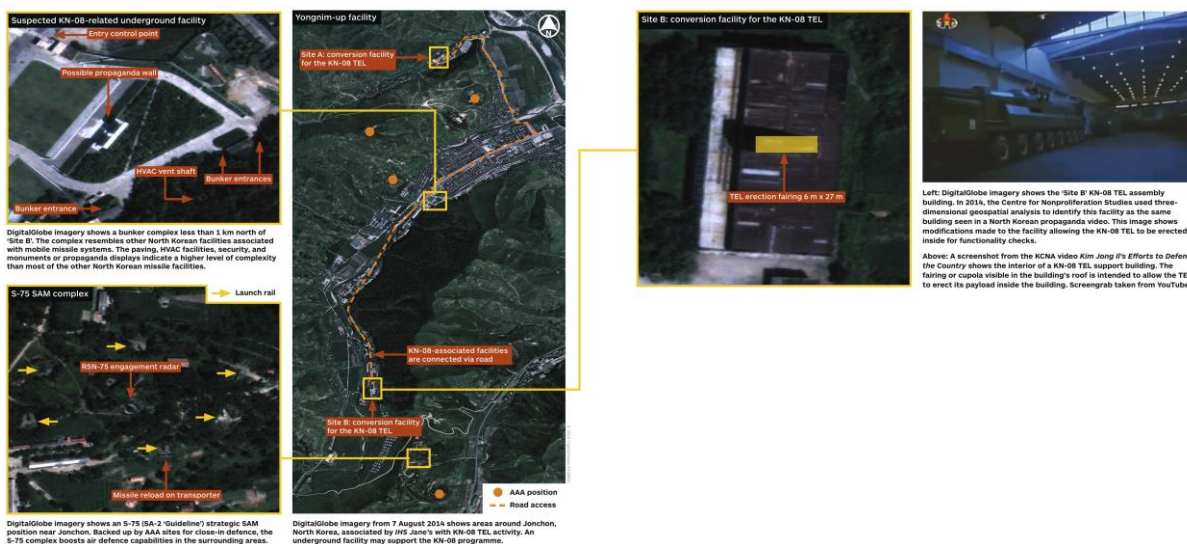 Suspected KN-08-related underground facility
Entry control point
Possible propaganda wall
HVAC vent shaft
Bunker entrances
Bunker entrance
DigitalGlobe imagery shows a bunker complex less than 1 km north of
'Site B'. The complex resembles other North Korean facilities associated
with mobile missile systems. The paving, HVAC facilities, security, and
monuments or propaganda displays indicate a higher level of complexity
than most of the other North Korean missile facilities.
S-75 SAM complex
Launch rail
RSN-75 engagement radar
Missile reload on transporter
DigitalGlobe imagery shows an S-75 (SA-2 'Guideline') strategic SAM
position near Jonchon. Backed up by AAA sites for close-in defence, the
S-75 complex boosts air defence capabilities in the surrounding areas.
Yongnim-up facility
N
Site A: conversion facility
for the KN-08 TEL
KN-08-associated facilities
are connected via road
Site B: conversion facility
for the KN-08 TEL
AAA position
Road access
DigitalGlobe imagery from 7 August 2014 shows areas around Jonchon,
North Korea, associated by IHS Jane's with KN-08 TEL activity. An
underground facility may support the KN-08 programme.
Site B: conversion facility for the KN-08 TEL
TEL erection fairing 6 m x 27 m
Left: DigitalGlobe imagery shows the 'Site B' KN-08 TEL assembly
building. In 2014, the Centre for Nonproliferation Studies used three-
dimensional geospatial analysis to identify this facility as the same
building seen in a North Korean propaganda video. This image shows
modifications made to the facility allowing the KN-08 TEL to be erected
inside for functionality checks.
Above: A screenshot from the KCNA video Kim Jong Il's Efforts to Defen
the Country shows the interior of a KN-08 TEL support building. The
fairing or cupola visible in the building's roof is intended to allow the TE
to erect its payload inside the building. Screengrab taken from YouTube